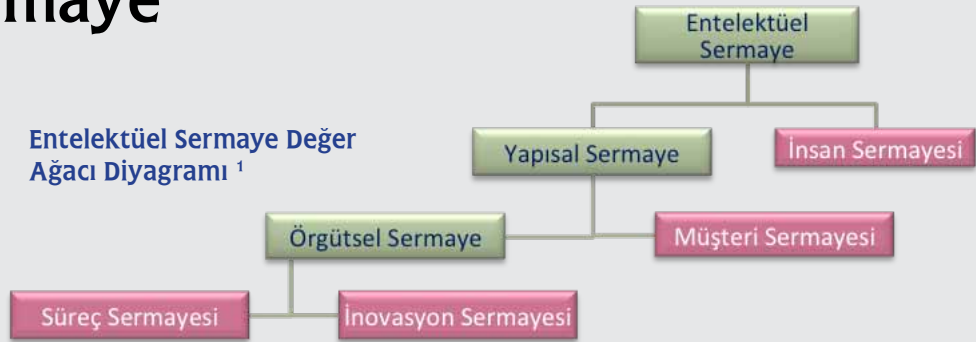 maye
Entelektüel Sermaye Değer
Ağacı Diyagramı ¹
Entelektüel
Sermaye
Yapısal Sermaye
İnsan Sermayesi
Örgütsel Sermaye
Müşteri Sermayesi
Süreç Sermayesi
İnovasyon Sermayesi